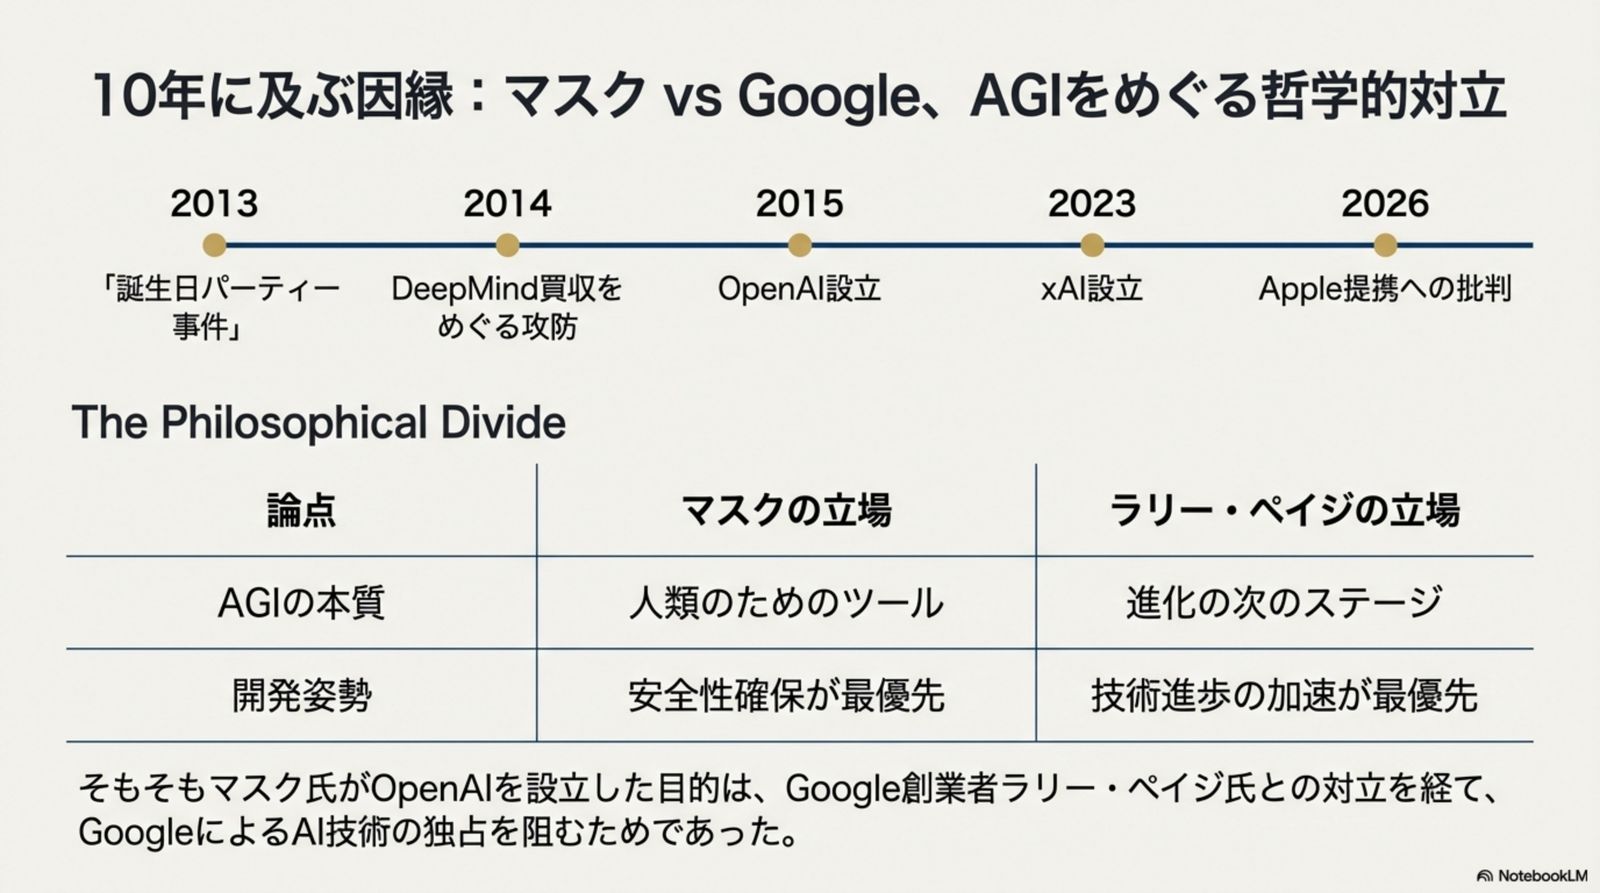 10年に及ぶ因縁：マスク vs Google、AGIをめぐる哲学的対立
2013
2014
2015
2023
2026
「誕生日パーティー
事件」
DeepMind買収を
めぐる攻防
OpenAI設立
xAI設立
Apple提携への批判
The Philosophical Divide
論点
マスクの立場
ラリー・ペイジの立場
AGIの本質
人類のためのツール
進化の次のステージ
開発姿勢
安全性確保が最優先
技術進歩の加速が最優先
そもそもマスク氏がOpenAIを設立した目的は、Google創業者ラリー・ペイジ氏との対立を経て、
GoogleによるAI技術の独占を阻むためであった。
NotebookLM